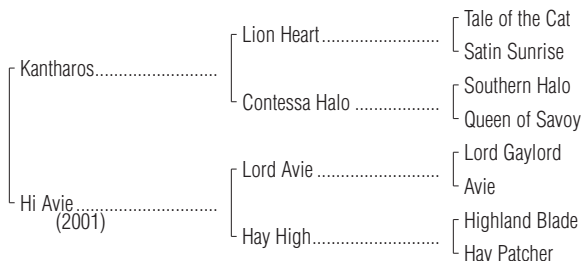 Tale of the Cat
Lion Heart......................
Satin Sunrise
Kantharos.......................
Southern Halo
Contessa Halo ................
Queen of Savoy
Lord Gaylord
Lord Avie ......................
Avie
Hi Avie ...........................
(2001)
Highland Blade
Hay High.......................
Hay Patcher